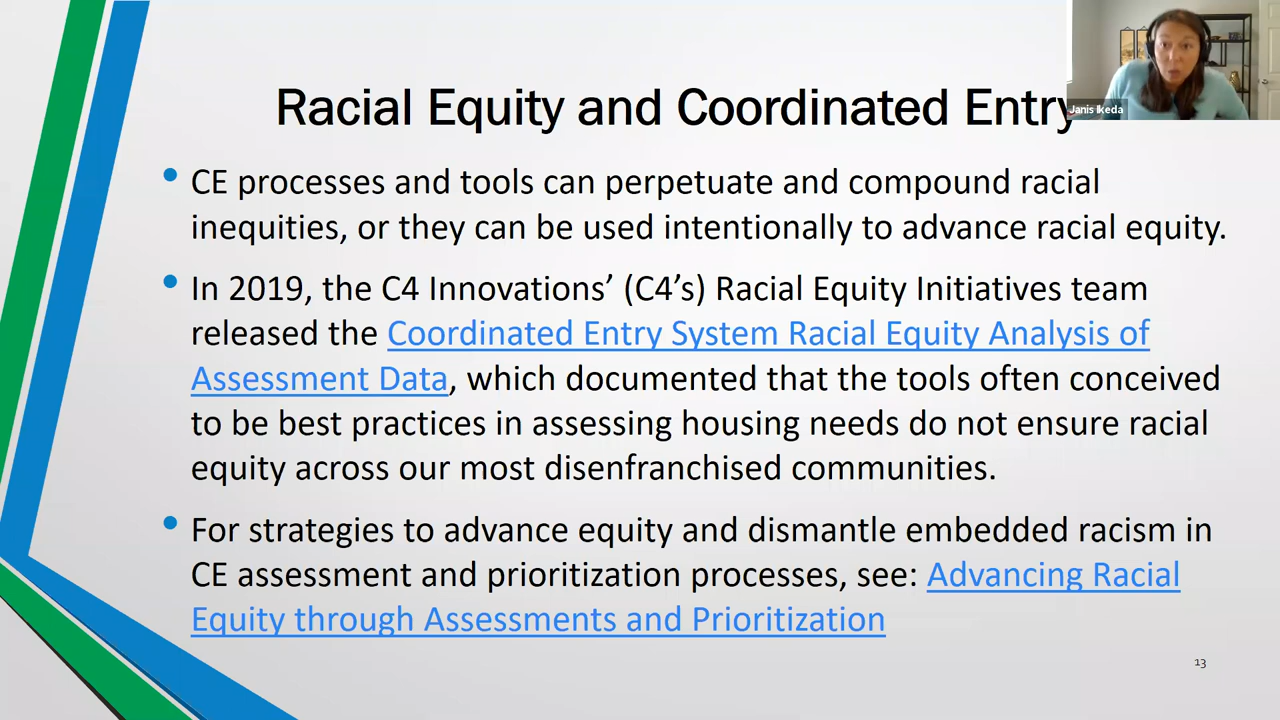 Racial Equity and Coordinated Entry
Janis Ikeda
• CE processes and tools can perpetuate and compound racial
inequities, or they can be used intentionally to advance racial equity.
• In 2019, the C4 Innovations’ (C4’s) Racial Equity Initiatives team
released the Coordinated Entry System Racial Equity Analysis of
Assessment Data, which documented that the tools often conceived
to be best practices in assessing housing needs do not ensure racial
equity across our most disenfranchised communities.
• For strategies to advance equity and dismantle embedded racism in
CE assessment and prioritization processes, see: Advancing Racial
Equity through Assessments and Prioritization
13